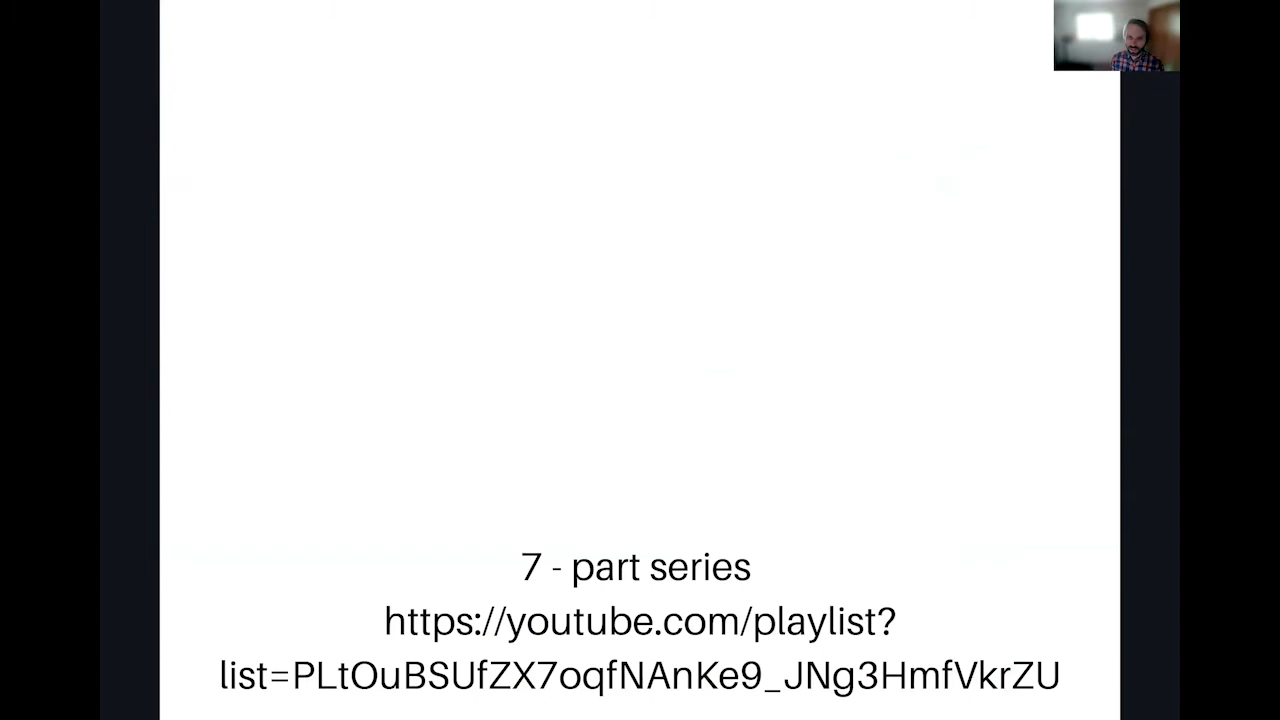 7 - part series
https://youtube.com/playlist?
list=PLtOuBSUfZX7oqfNAnKe9_JNg3HmfVkrZU